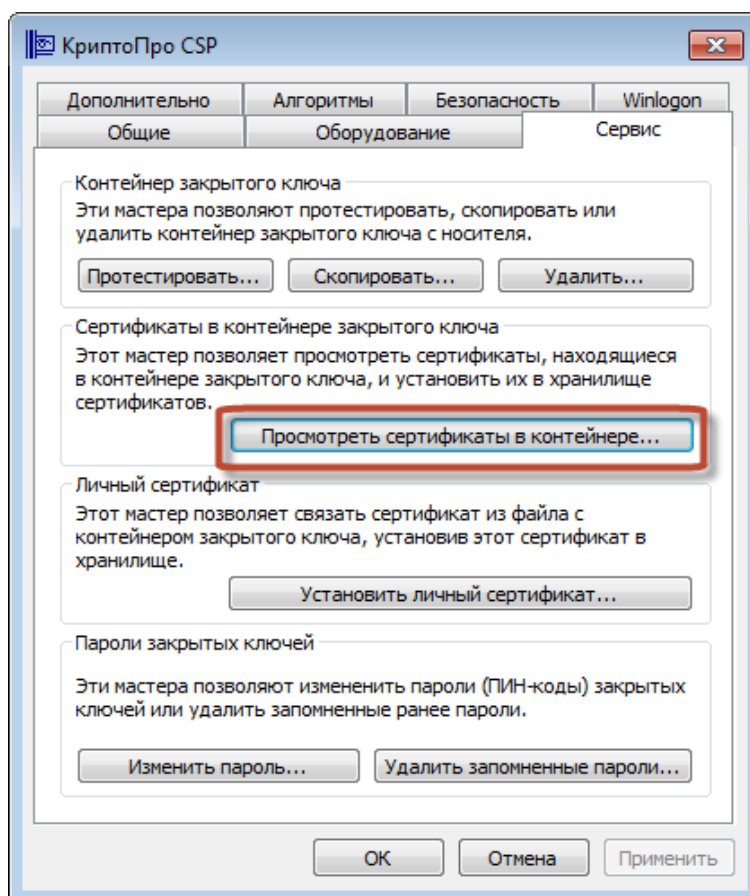 КриптоПро CSP
Дополнительно Алгоритмы Безопасность Winlogon
Общие Оборудование Сервис
Контейнер закрытого ключа
Эти мастера позволяют протестировать, скопировать или
удалить контейнер закрытого ключа с носителя.
Протестировать... Скопировать... Удалить...
Сертификаты в контейнере закрытого ключа
Этот мастер позволяет просмотреть сертификаты, находящиеся
в контейнере закрытого ключа, и установить их в хранилище
сертификатов.
Просмотреть сертификаты в контейнере...
Личный сертификат
Этот мастер позволяет связать сертификат из файла с
контейнером закрытого ключа, установив этот сертификат в
хранилище.
Установить личный сертификат...
Пароли закрытых ключей
Эти мастера позволяют измененить пароли (ПИН-коды) закрытых
ключей или удалить запомненные ранее пароли.
Изменить пароль... Удалить запомненные пароли...
ОК Отмена Применить